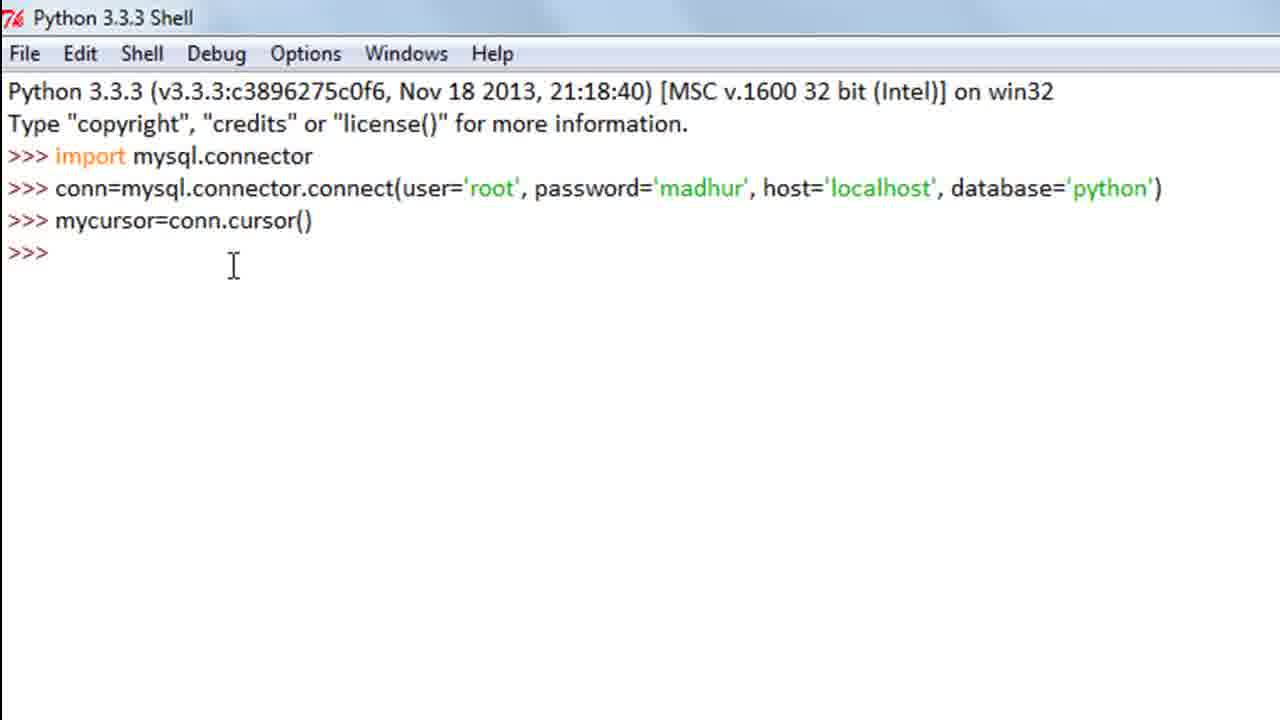 Python 3.3.3 Shell
File Edit Shell Debug Options Windows Help
Python 3.3.3 (v3.3.3:c3896275c0f6, Nov 18 2013, 21:18:40) [MSC v.1600 32 bit (Intel)] on win32
Type "copyright", "credits" or "license()" for more information.
>>> import mysql.connector
>>> conn=mysql.connector.connect(user='root', password='madhur', host='localhost', database='python')
>>> mycursor=conn.cursor()
>>>